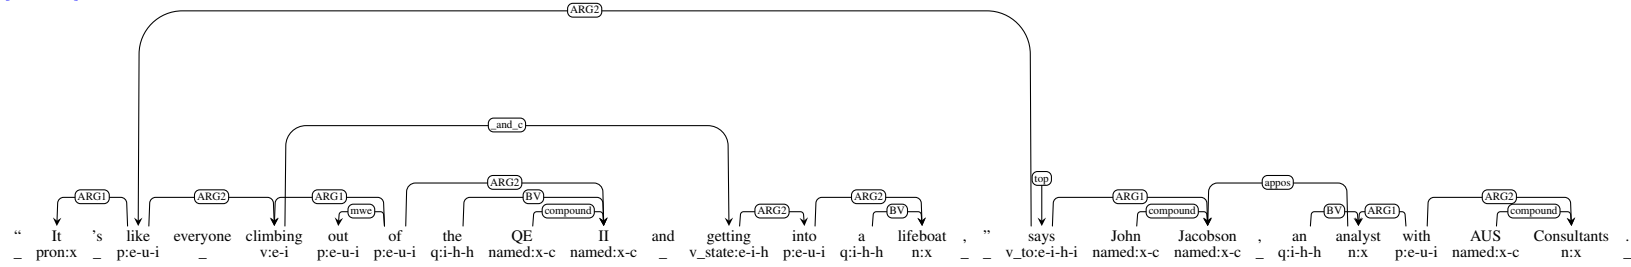 ARG2
_and_c
top
ARG2 appos
ARG1 ARG2 ARG1 BV ARG2 ARG1 ARG2
mwe compound ARG2 BV compound BV ARG1 compound
“ It ’s like everyone climbing out of the QE II and getting into a lifeboat , ” says John Jacobson , an analyst with AUS Consultants .
_ pron:x _ p:e-u-i _ v:e-i p:e-u-i p:e-u-i q:i-h-h named:x-c named:x-c _ v_state:e-i-h p:e-u-i q:i-h-h n:x _ _ v_to:e-i-h-i named:x-c named:x-c _ q:i-h-h n:x p:e-u-i named:x-c n:x _